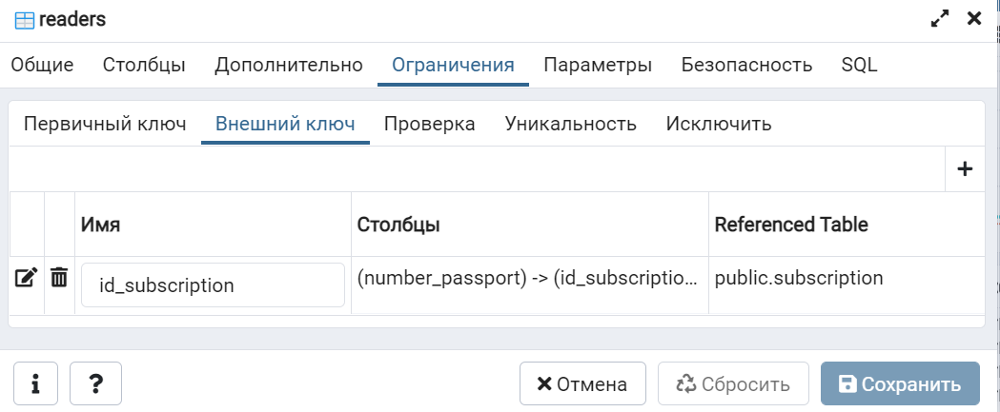 readers
Общие Столбцы Дополнительно Ограничения Параметры Безопасность SQL
Первичный ключ Внешний ключ Проверка Уникальность Исключить
+
Имя Столбцы Referenced Table
id_subscription (number_passport) -> (id_subscriptio... public.subscription
i ? Отмена Сбросить Сохранить